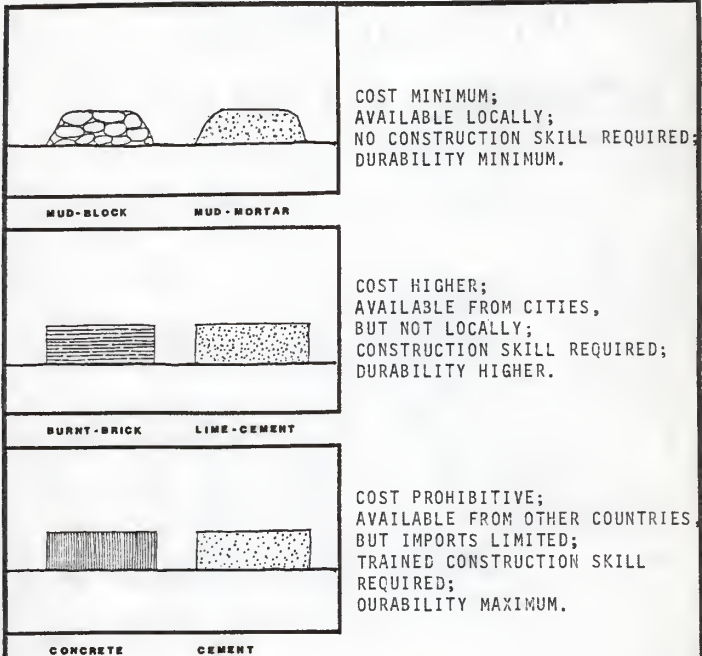 COST MINIMUM;
AVAILABLE LOCALLY;
NO CONSTRUCTION SKILL REQUIRED;
DURABILITY MINIMUM.
MUD-BLOCK MUD-MORTAR
COST HIGHER;
AVAILABLE FROM CITIES,
BUT NOT LOCALLY;
CONSTRUCTION SKILL REQUIRED;
DURABILITY HIGHER.
BURNT-BRICK LIME-CEMENT
COST PROHIBITIVE;
AVAILABLE FROM OTHER COUNTRIES,
BUT IMPORTS LIMITED;
TRAINED CONSTRUCTION SKILL
REQUIRED;
OURABILITY MAXIMUM.
CONCRETE CEMENT